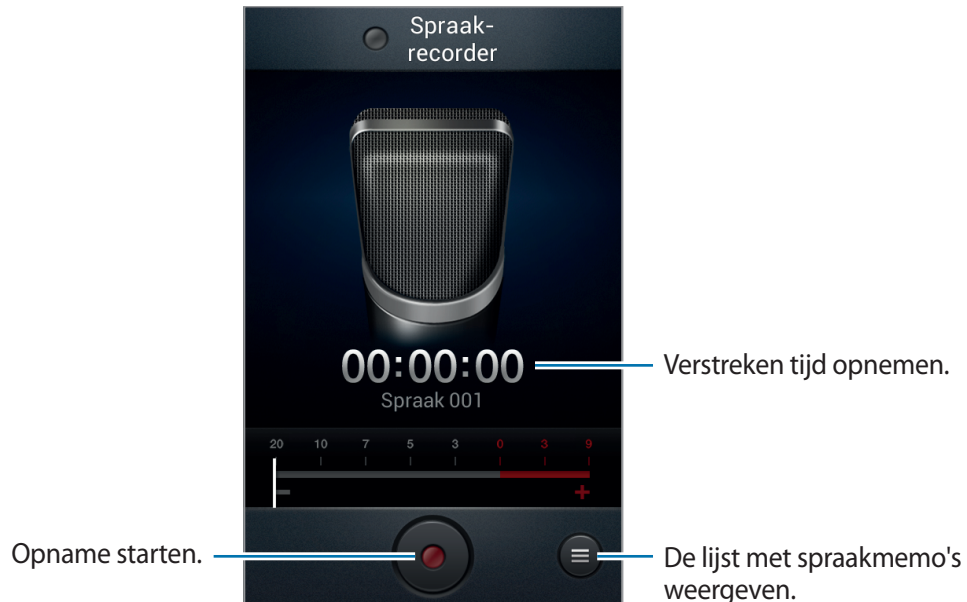 Spraak-
recorder
00:00:00
Verstreken tijd opnemen.
Spraak 001
20 10 7 5 3 0 3 9
− +
Opname starten.
De lijst met spraakmemo's
weergeven.